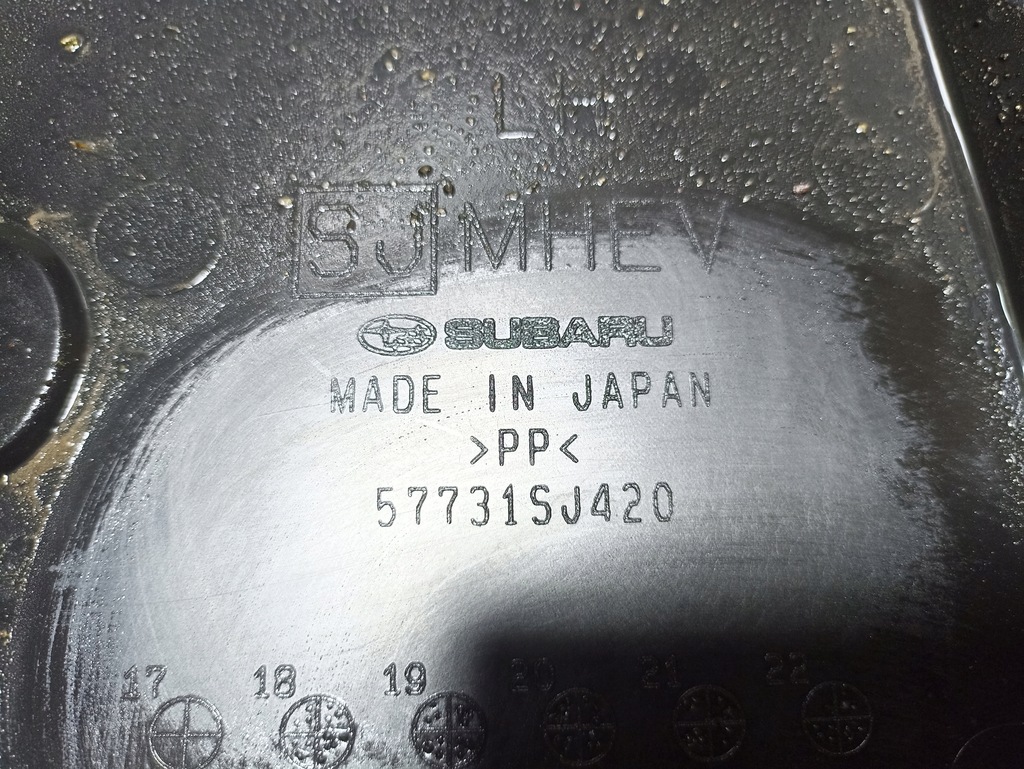 LH
SJ MHEV
SUBARU
MADE IN JAPAN
>PP<
57731SJ420
17 18 19 20 21 22